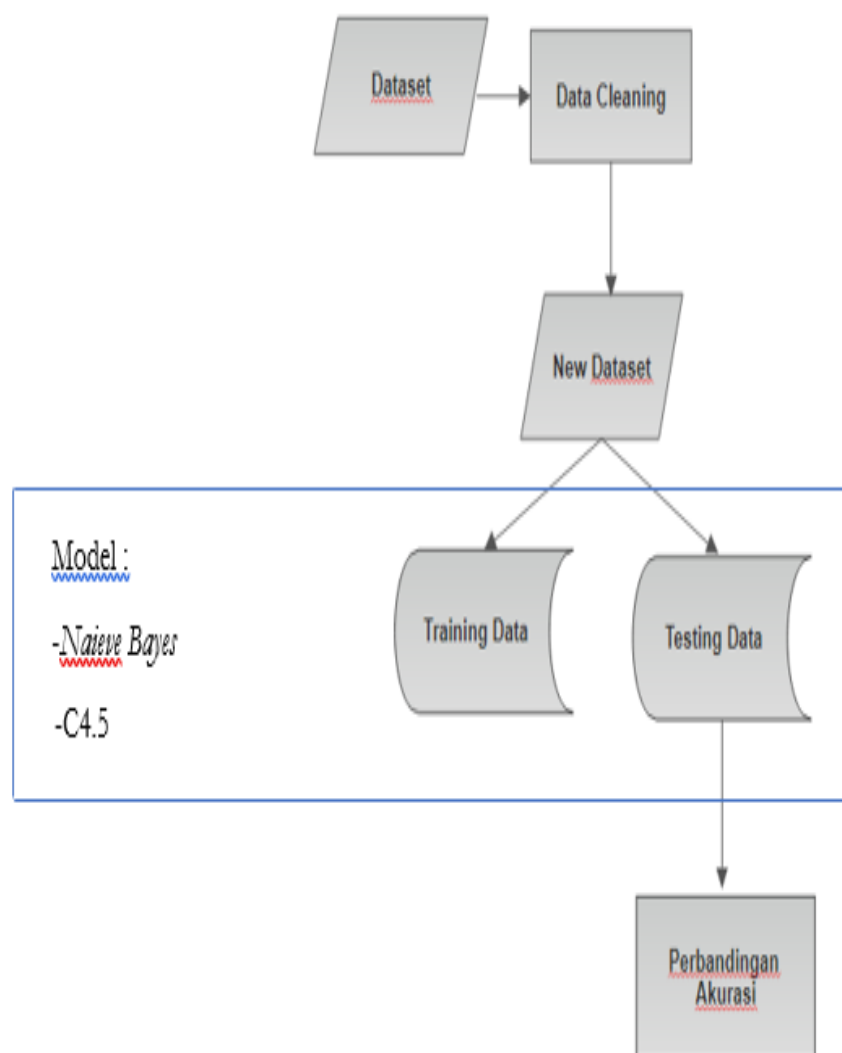 Dataset
Data Cleaning
New Dataset
Model :
-Naieve Bayes
-C4.5
Training Data
Testing Data
Perbandingan
Akurasi